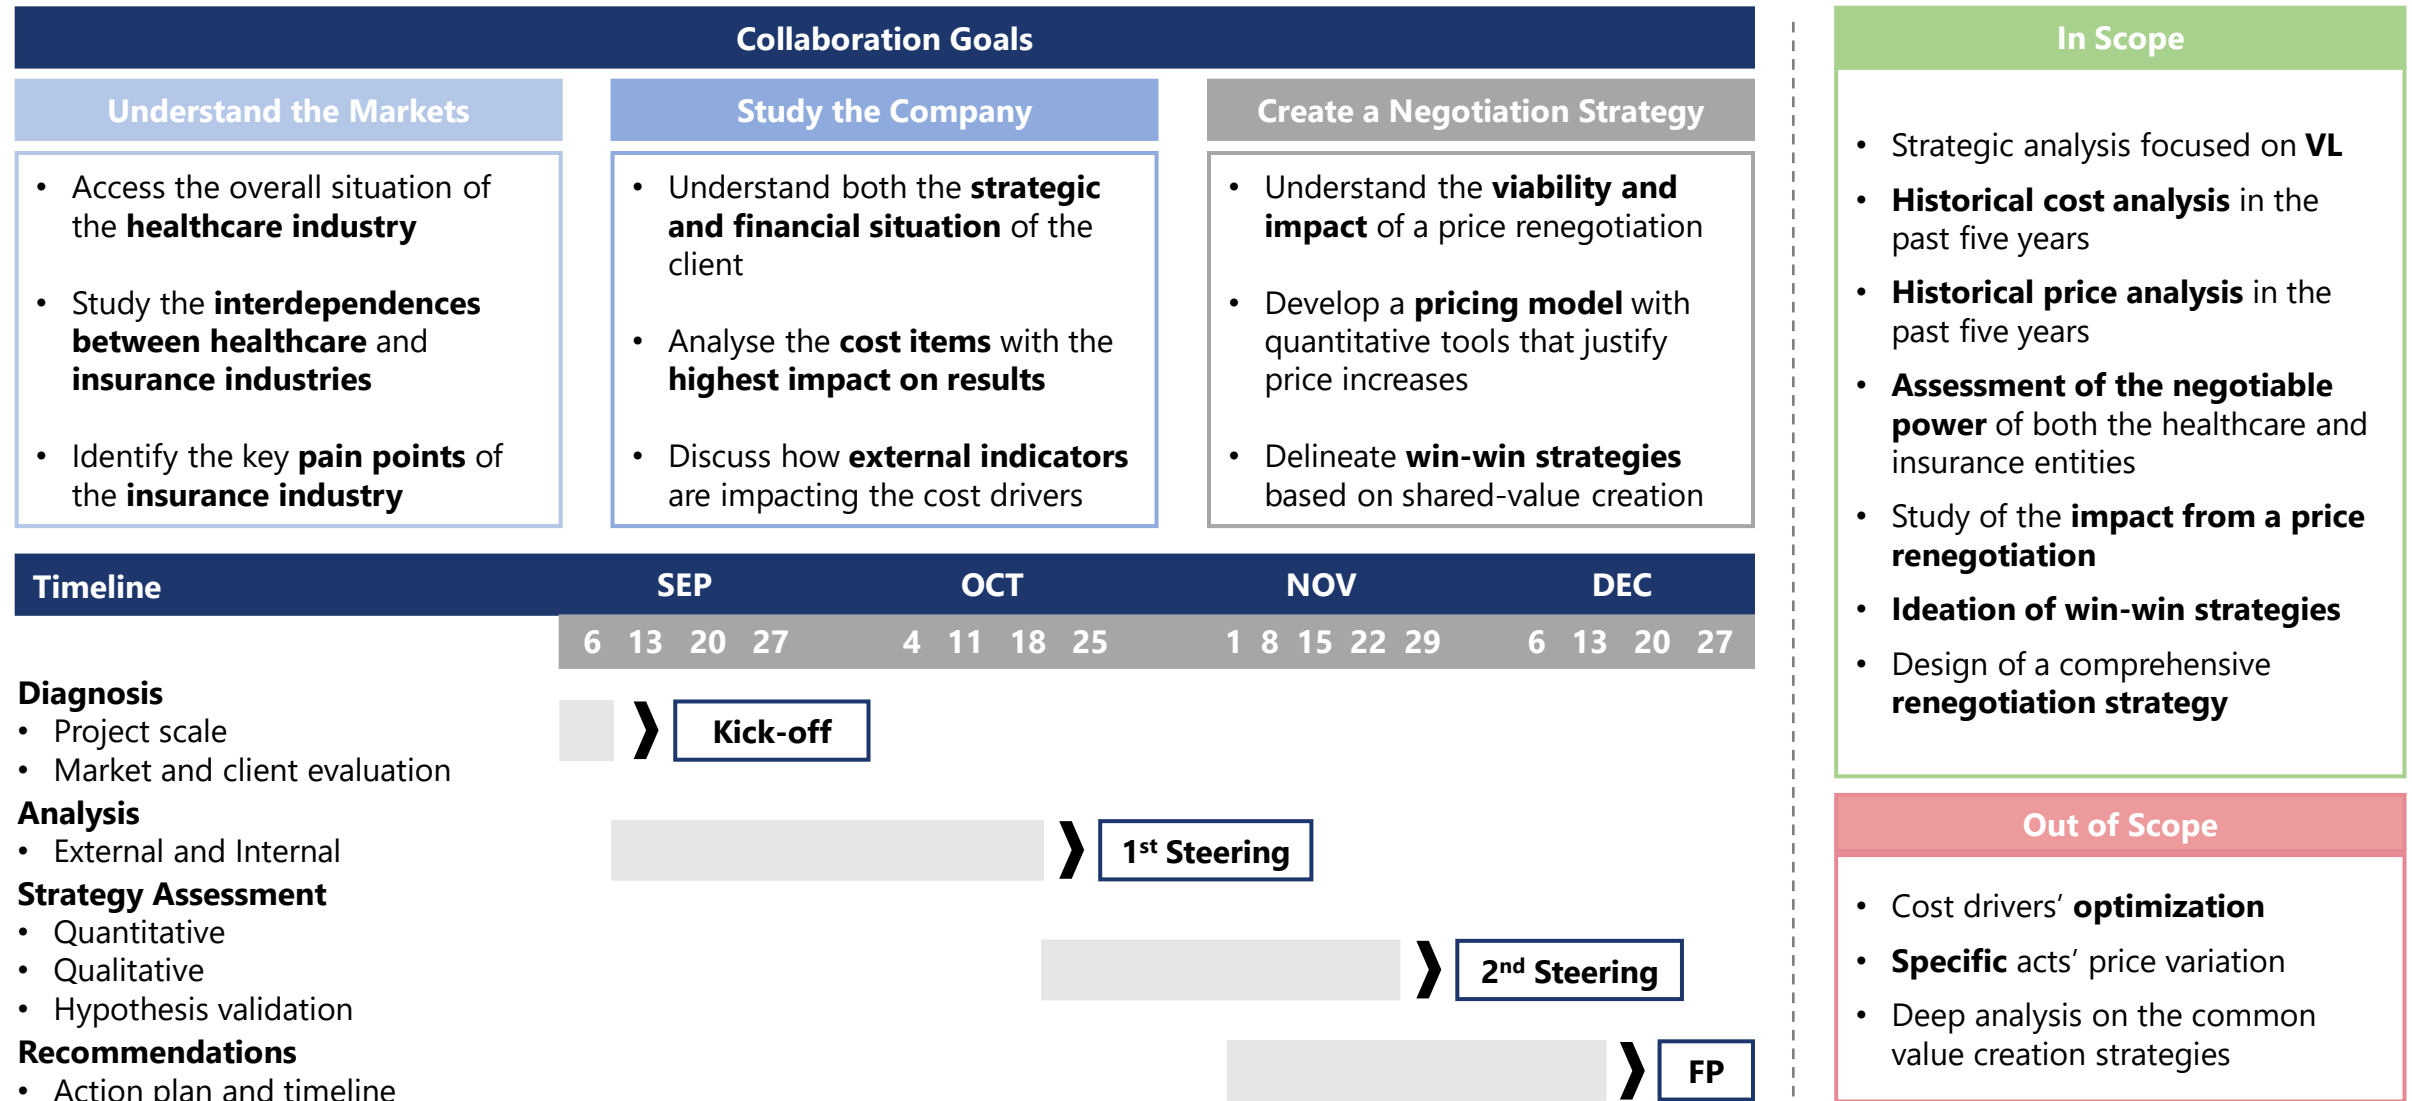 Collaboration Goals
Understand the Markets
• Access the overall situation of
the healthcare industry
• Study the interdependences
between healthcare and
insurance industries
• Identify the key pain points of
the insurance industry
Study the Company
• Understand both the strategic
and financial situation of the
client
• Analyse the cost items with the
highest impact on results
• Discuss how external indicators
are impacting the cost drivers
Create a Negotiation Strategy
• Understand the viability and
impact of a price renegotiation
• Develop a pricing model with
quantitative tools that justify
price increases
• Delineate win-win strategies
based on shared-value creation
Timeline SEP OCT NOV DEC
6 13 20 27 4 11 18 25 1 8 15 22 29 6 13 20 27
Diagnosis
• Project scale
• Market and client evaluation
Kick-off
Analysis
• External and Internal
1st Steering
Strategy Assessment
• Quantitative
• Qualitative
• Hypothesis validation
2nd Steering
Recommendations
• Action plan and timeline
FP
In Scope
• Strategic analysis focused on VL
• Historical cost analysis in the
past five years
• Historical price analysis in the
past five years
• Assessment of the negotiable
power of both the healthcare and
insurance entities
• Study of the impact from a price
renegotiation
• Ideation of win-win strategies
• Design of a comprehensive
renegotiation strategy
Out of Scope
• Cost drivers’ optimization
• Specific acts’ price variation
• Deep analysis on the common
value creation strategies